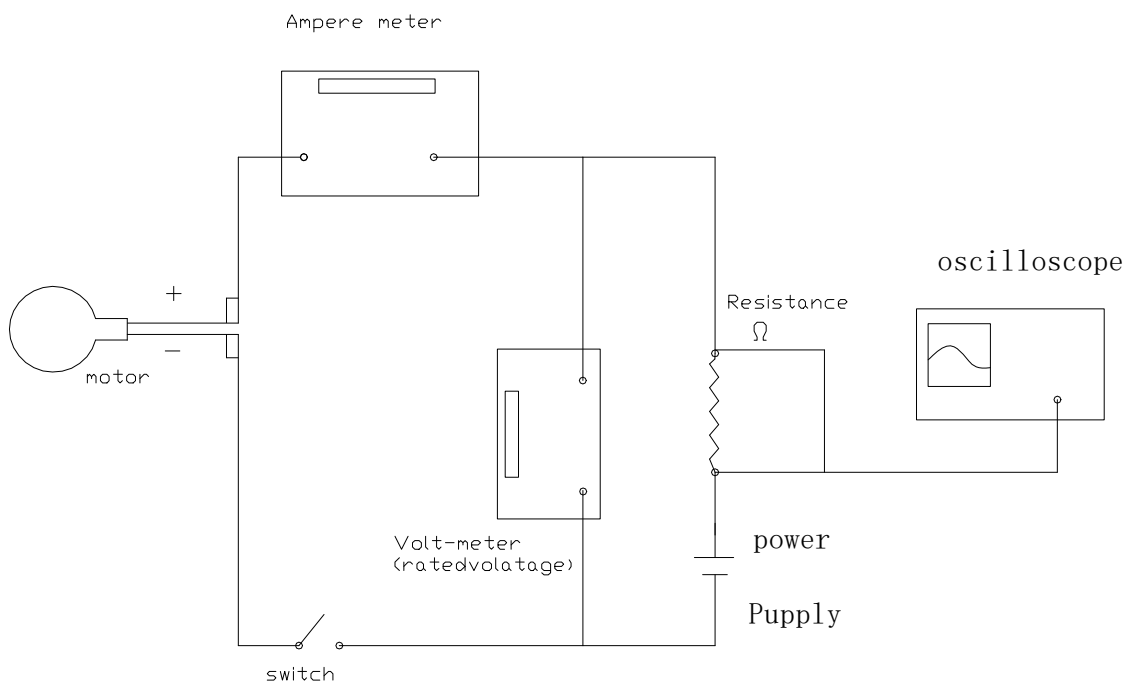 Ampere meter
oscilloscope
+
Resistance
Ω
−
motor
Volt-meter
(ratedvolatage)
power
Pupply
switch